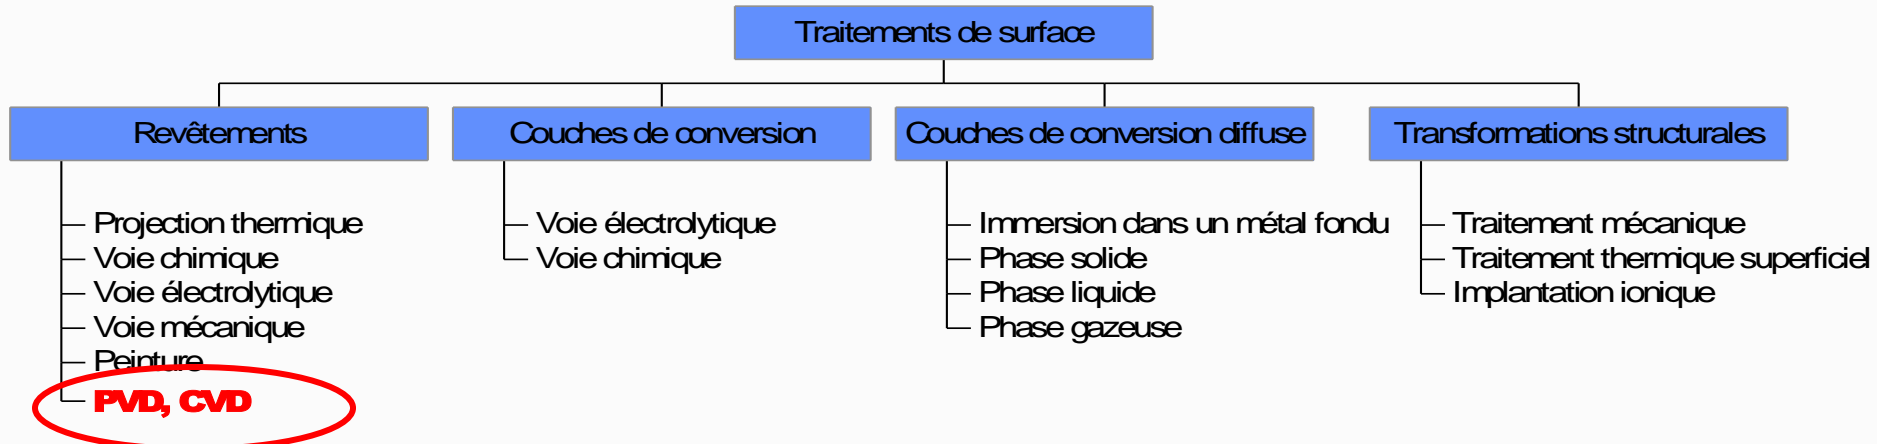 Traitements de surface
Revêtements
Couches de conversion
Couches de conversion diffuse
Transformations structurales
Projection thermique
Voie chimique
Voie électrolytique
Voie mécanique
Peinture
PVD, CVD
Voie électrolytique
Voie chimique
Immersion dans un métal fondu
Phase solide
Phase liquide
Phase gazeuse
Traitement mécanique
Traitement thermique superficiel
Implantation ionique